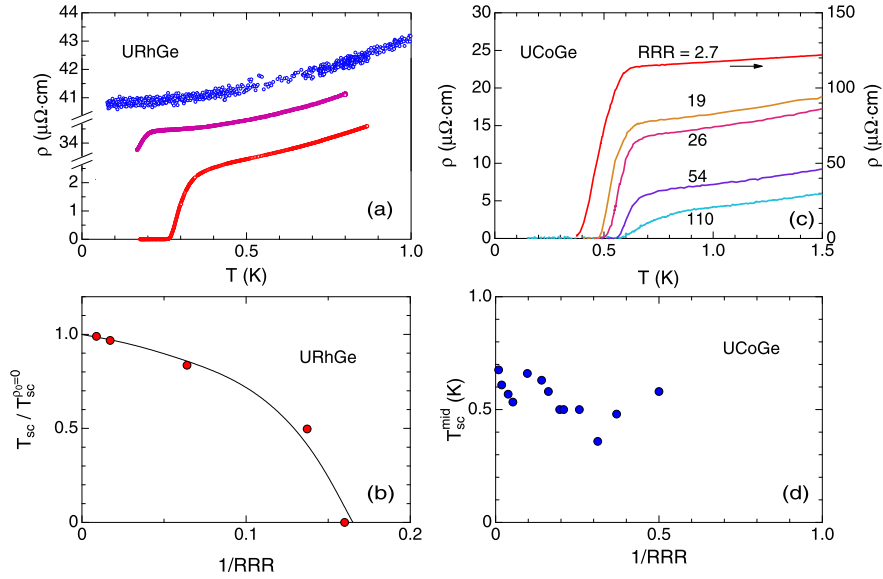 43
42
41
34
2
1
0
ρ (μΩ·cm)
URhGe
(a)
0
0.5
1.0
T (K)
30
25
20
15
10
5
0
ρ (μΩ·cm)
UCoGe
RRR = 2.7
19
26
54
110
(c)
150
100
50
0
ρ (μΩ·cm)
0
0.5
1.0
1.5
T (K)
1.0
0.5
0
T_sc / T_sc^ρ₀=0
URhGe
(b)
0
0.1
0.2
1/RRR
1.0
0.5
0
T_sc^mid (K)
UCoGe
(d)
0
0.5
1.0
1/RRR